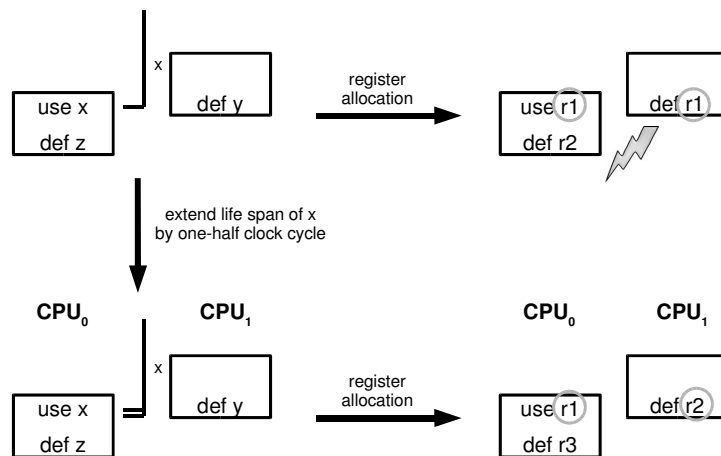 x
use x
def z
def y
register
allocation
use r1
def r2
def r1
extend life span of x
by one-half clock cycle
CPU0
CPU1
CPU0
CPU1
x
use x
def z
def y
register
allocation
use r1
def r3
def r2